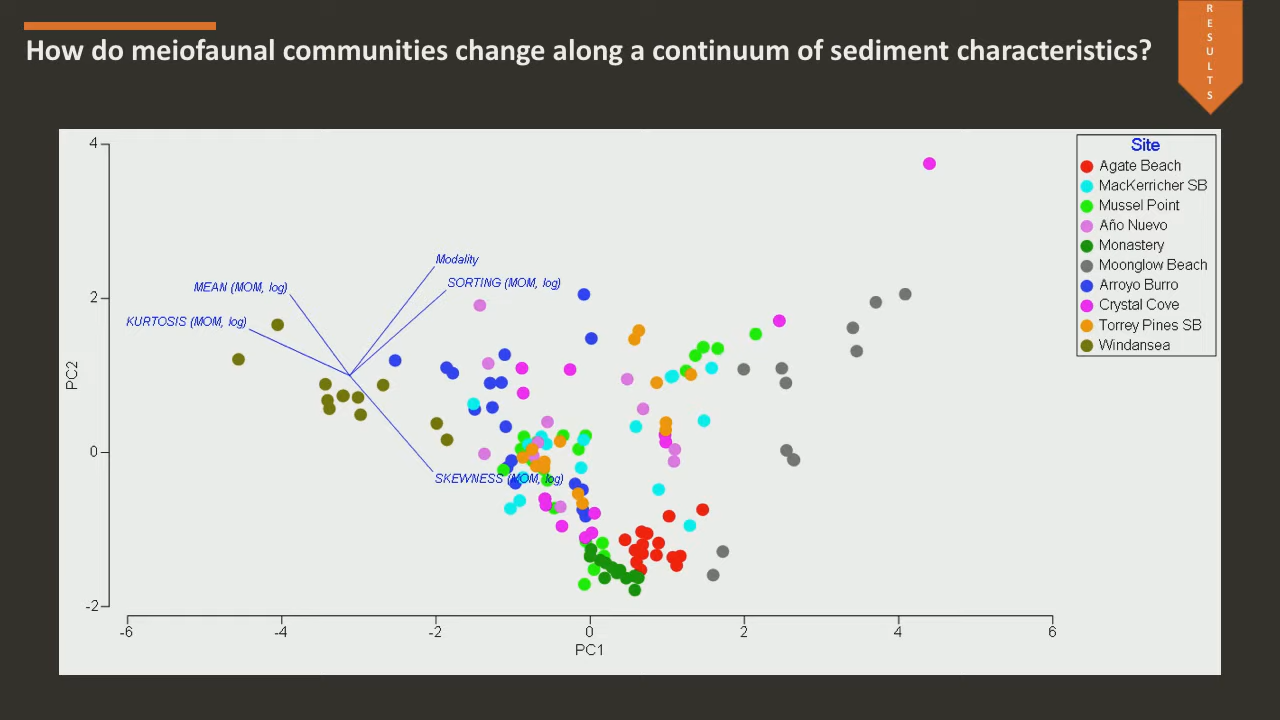 How do meiofaunal communities change along a continuum of sediment characteristics?
RESULTS
Site
Agate Beach
MacKerricher SB
Mussel Point
Año Nuevo
Monastery
Moonglow Beach
Arroyo Burro
Crystal Cove
Torrey Pines SB
Windansea
4
2
0
-2
PC2
Modality
SORTING (MOM, log)
MEAN (MOM, log)
KURTOSIS (MOM, log)
SKEWNESS (MOM, log)
-6 -4 -2 0 2 4 6
PC1